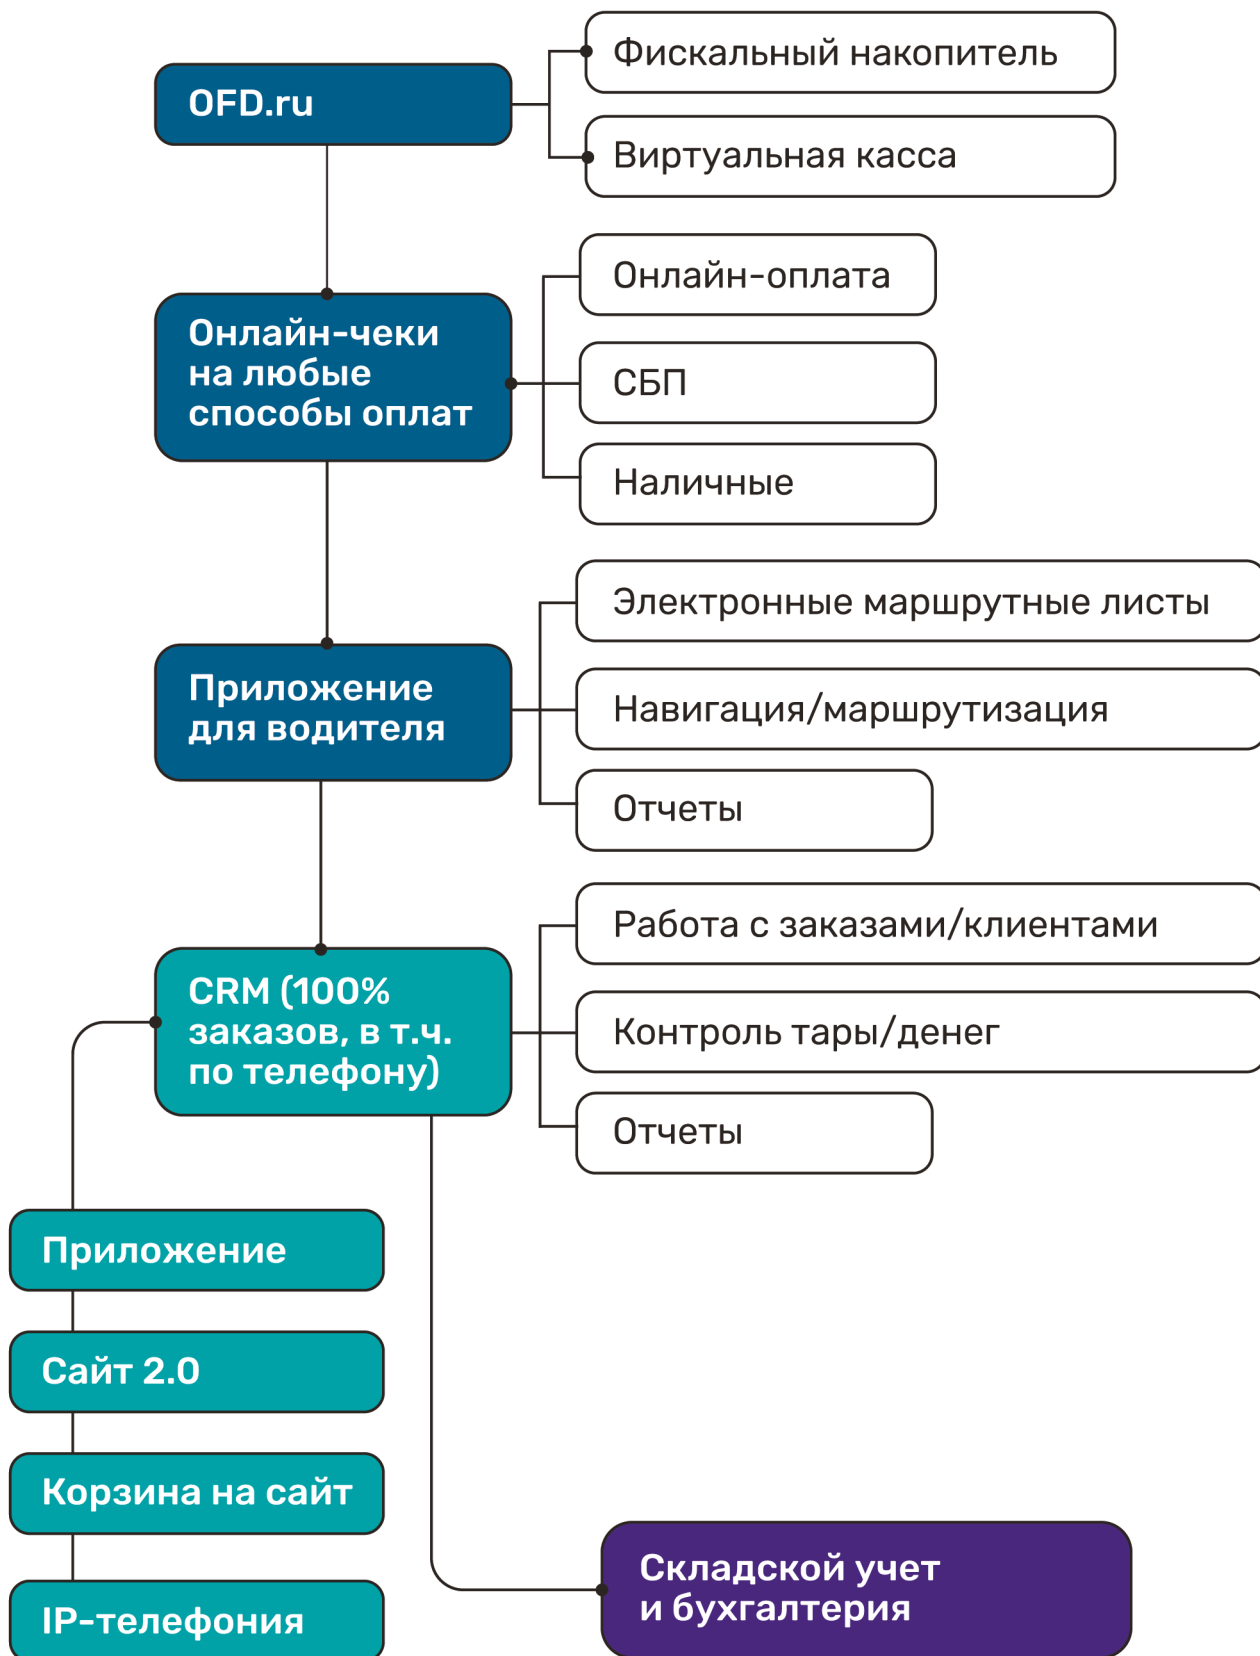 OFD.ru
Фискальный накопитель
Виртуальная касса
Онлайн-чеки
на любые
способы оплат
Онлайн-оплата
СБП
Наличные
Приложение
для водителя
Электронные маршрутные листы
Навигация/маршрутизация
Отчеты
CRM (100%
заказов, в т.ч.
по телефону)
Работа с заказами/клиентами
Контроль тары/денег
Отчеты
Приложение
Сайт 2.0
Корзина на сайт
IP-телефония
Складской учет
и бухгалтерия